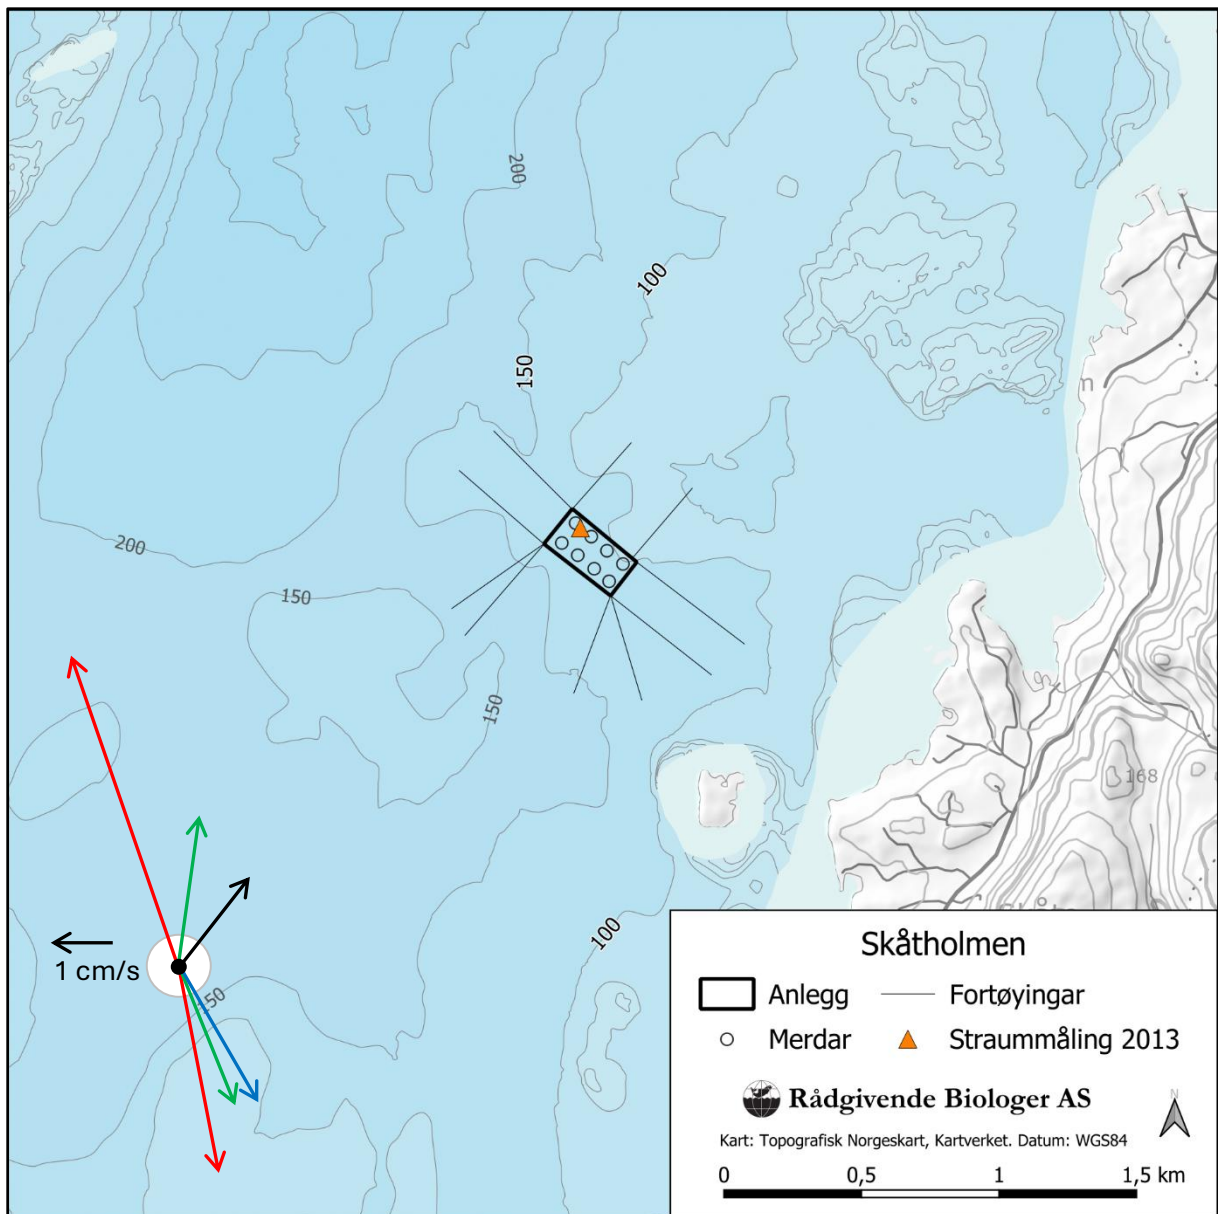 200
100
150
m
200
150
150
168
100
1 cm/s
150
Skåtholmen
Anlegg
Fortøyingar
Merdar
Straummåling 2013
Rådgivende Biologer AS
N
Kart: Topografisk Norgeskart, Kartverket. Datum: WGS84
0 0,5 1 1,5 km